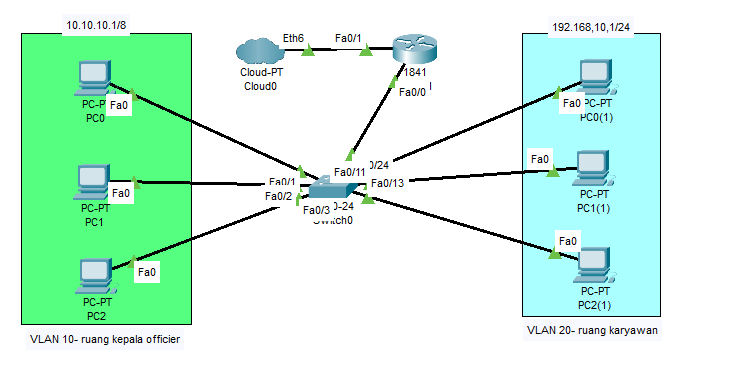 10.10.10.1/8
192.168,10,1/24
Eth6
Fa0/1
Cloud-PT
Cloud0
1841
Fa0/0
PC-PT
Fa0
PC0
Fa0
PC-PT
PC0(1)
Fa0/11
0/24
Fa0/1
Fa0/13
Fa0/2
Fa0/3
0-24
Switch0
Fa0
PC-PT
PC1
Fa0
PC-PT
PC1(1)
Fa0
PC-PT
PC2
Fa0
PC-PT
PC2(1)
VLAN 10- ruang kepala officier
VLAN 20- ruang karyawan